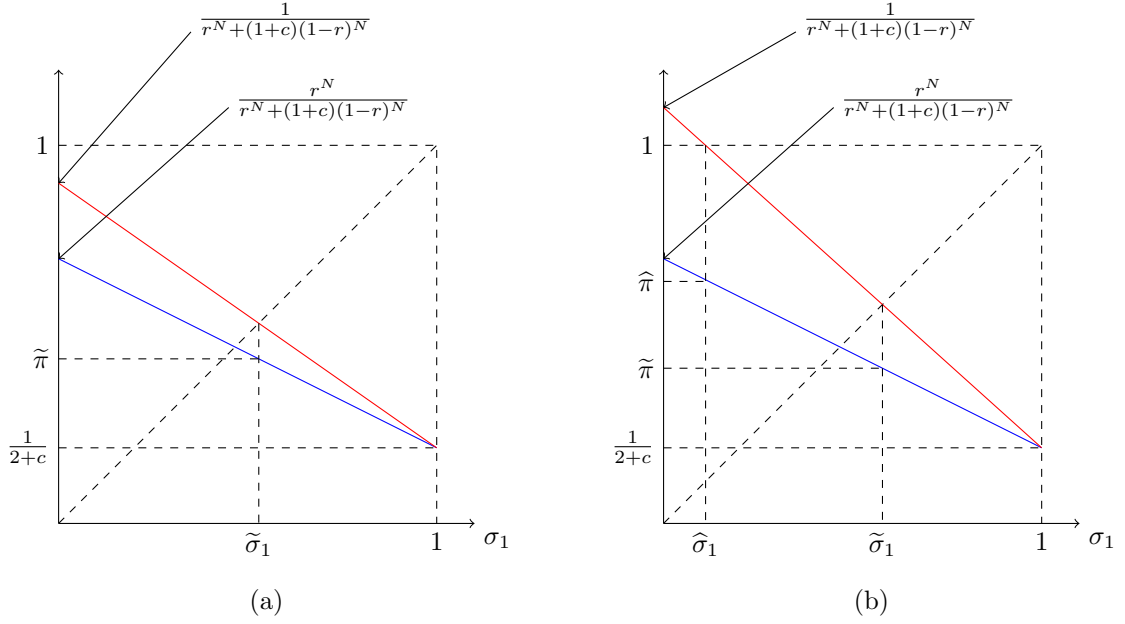 1 / (r^N+(1+c)(1−r)^N)
r^N / (r^N+(1+c)(1−r)^N)
1
π̃
1 / (2+c)
σ̃₁
1
σ₁
(a)
1 / (r^N+(1+c)(1−r)^N)
r^N / (r^N+(1+c)(1−r)^N)
1
π̂
π̃
1 / (2+c)
σ̂₁
σ̃₁
1
σ₁
(b)